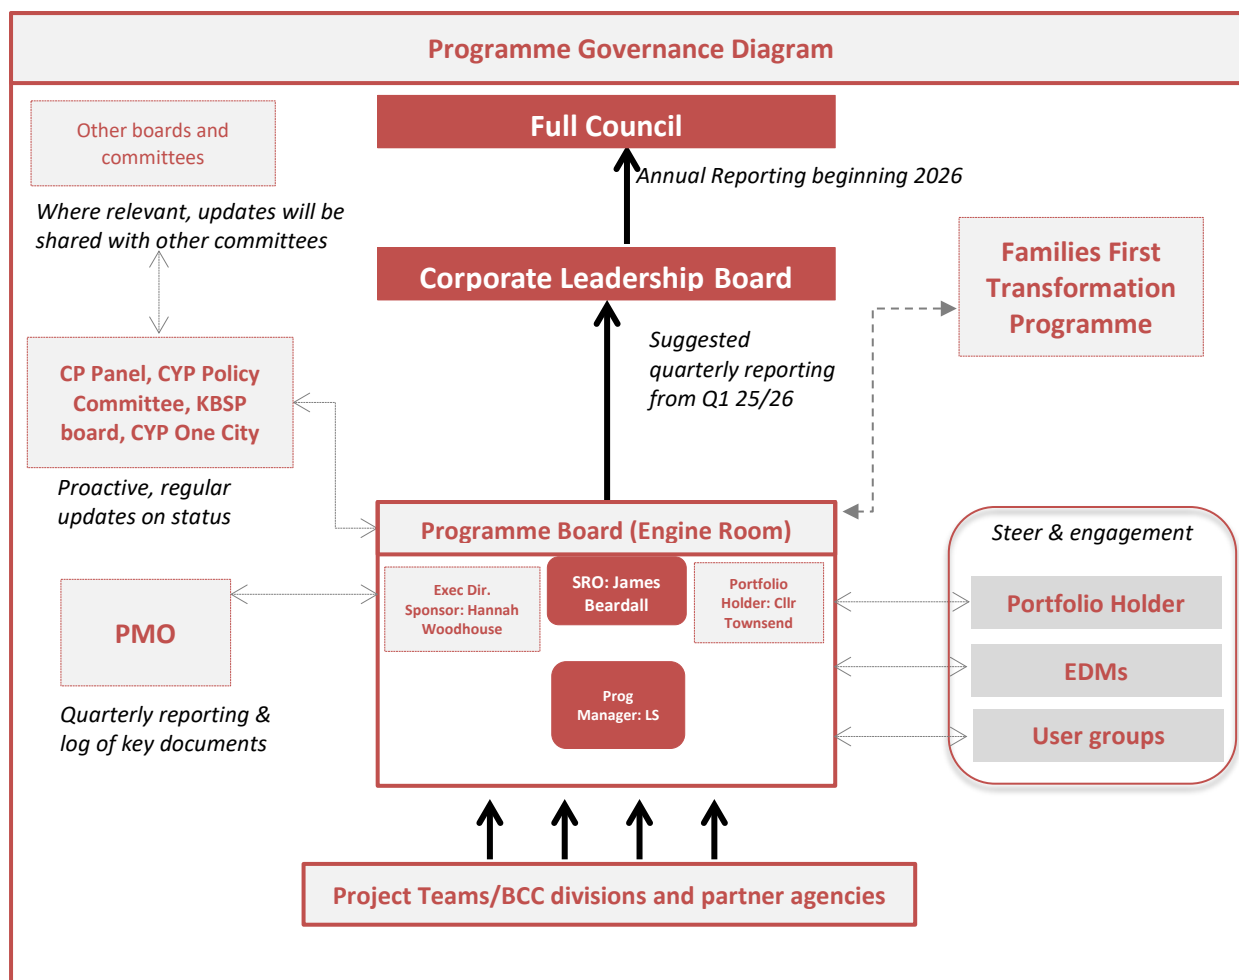 Programme Governance Diagram
Full Council
Other boards and
committees
Annual Reporting beginning 2026
Where relevant, updates will be
shared with other committees
Corporate Leadership Board
Families First
Transformation
Programme
Suggested
quarterly reporting
from Q1 25/26
CP Panel, CYP Policy
Committee, KBSP
board, CYP One City
Proactive, regular
updates on status
Programme Board (Engine Room)
Exec Dir.
Sponsor: Hannah
Woodhouse
SRO: James
Beardall
Portfolio
Holder: Cllr
Townsend
Prog
Manager: LS
Steer & engagement
Portfolio Holder
EDMs
User groups
PMO
Quarterly reporting &
log of key documents
Project Teams/BCC divisions and partner agencies